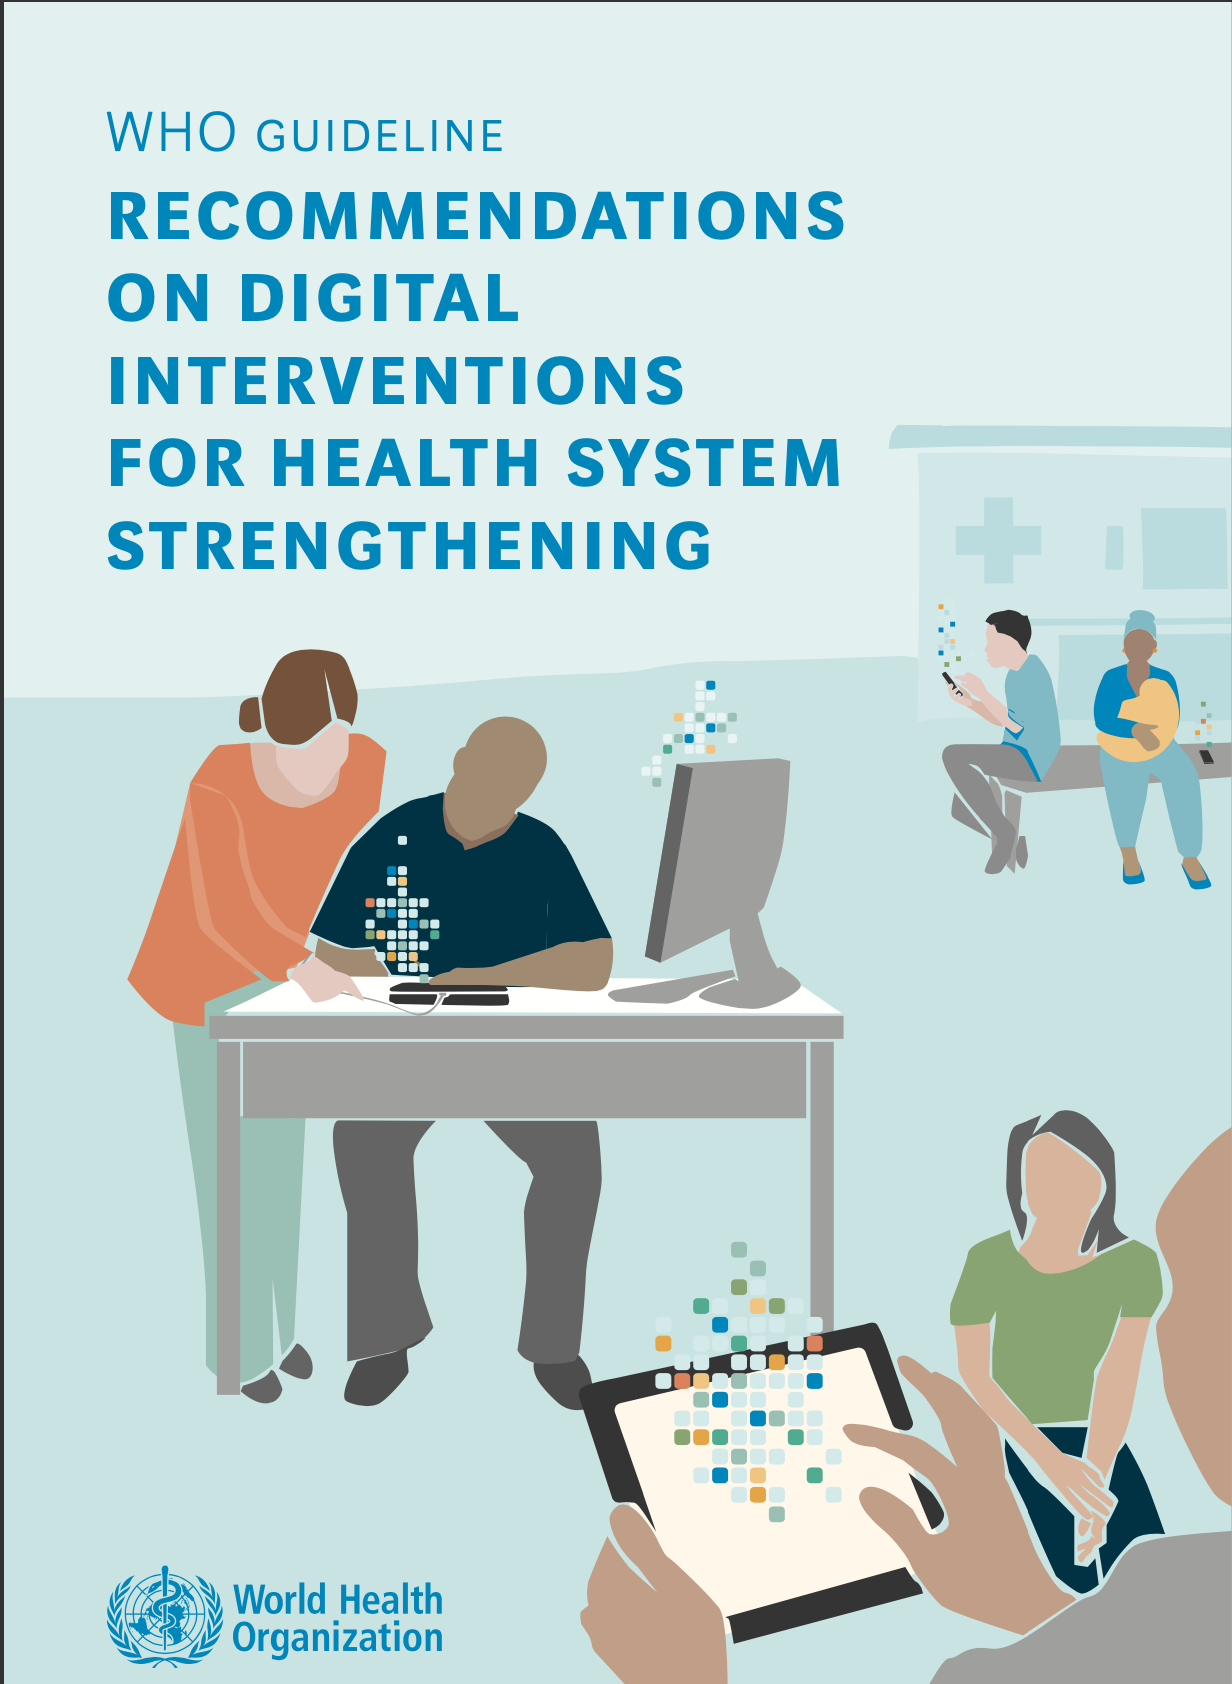 WHO GUIDELINE
RECOMMENDATIONS
ON DIGITAL
INTERVENTIONS
FOR HEALTH SYSTEM
STRENGTHENING
World Health
Organization